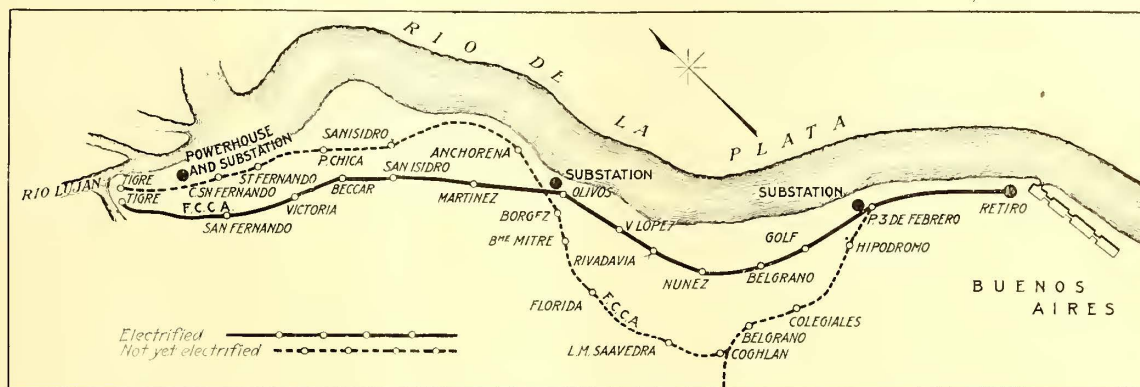 RIO DE LA PLATA
POWERHOUSE
AND SUBSTATION
SANISIDRO
P. CHICA
ANCHORENA
RIO LUJAN
TIGRE
C. SN FERNANDO
ST FERNANDO
TIGRE
F.C.C.A.
SAN FERNANDO
VICTORIA
BECCAR
SAN ISIDRO
MARTINEZ
SUBSTATION
OLIVOS
BORGEZ
BME MITRE
V LOPEZ
RIVADAVIA
NUNEZ
BELGRANO
GOLF
SUBSTATION
P. 3 DE FEBRERO
RETIRO
HIPODROMO
FLORIDA
F.C.C.A.
L.M. SAAVEDRA
COGHLAN
BELGRANO
COLEGIALES
BUENOS
AIRES
Electrified
Not yet electrified